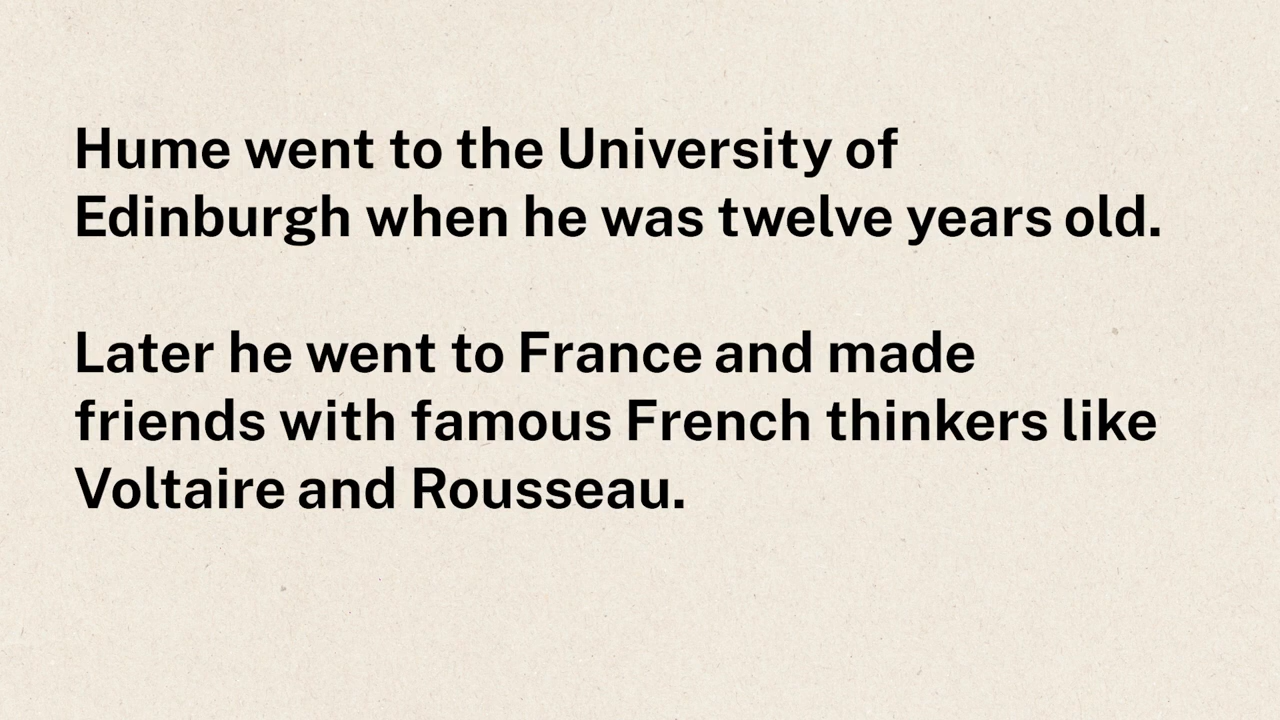 Hume went to the University of
Edinburgh when he was twelve years old.
Later he went to France and made
friends with famous French thinkers like
Voltaire and Rousseau.